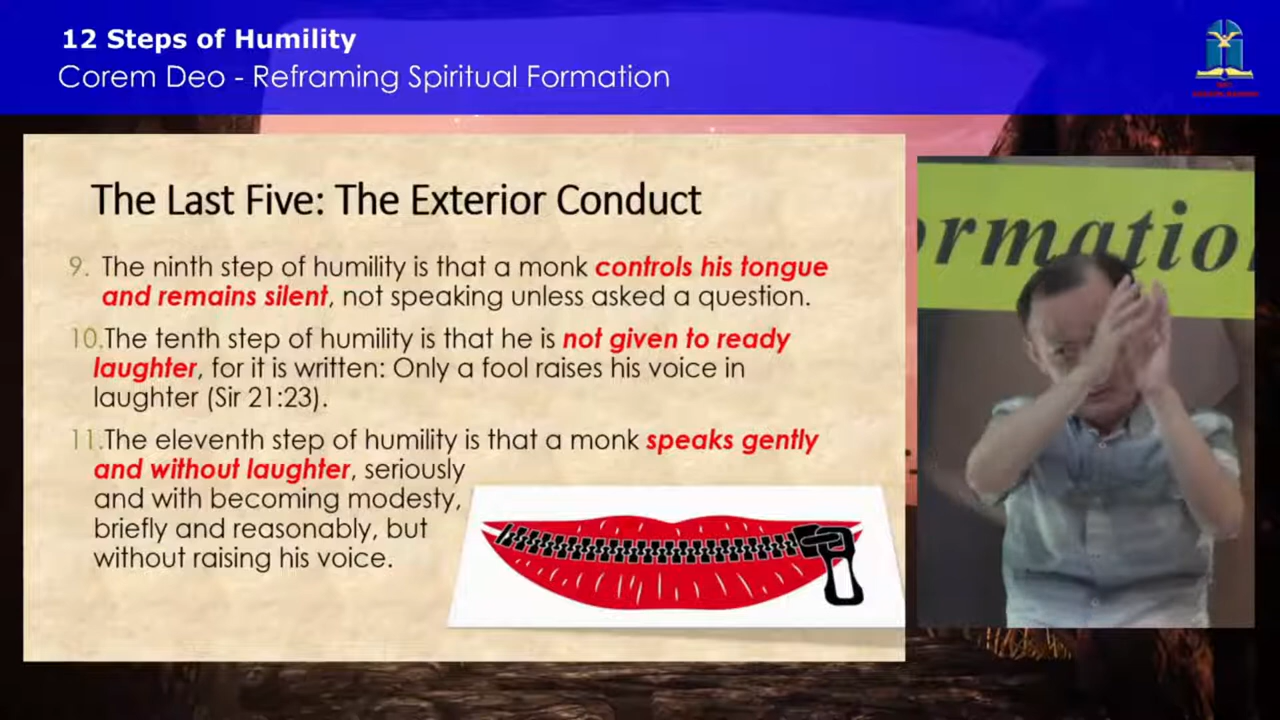 12 Steps of Humility
Corem Deo - Reframing Spiritual Formation
The Last Five: The Exterior Conduct
9. The ninth step of humility is that a monk controls his tongue
and remains silent, not speaking unless asked a question.
10.The tenth step of humility is that he is not given to ready
laughter, for it is written: Only a fool raises his voice in
laughter (Sir 21:23).
11.The eleventh step of humility is that a monk speaks gently
and without laughter, seriously
and with becoming modesty,
briefly and reasonably, but
without raising his voice.
ormatio